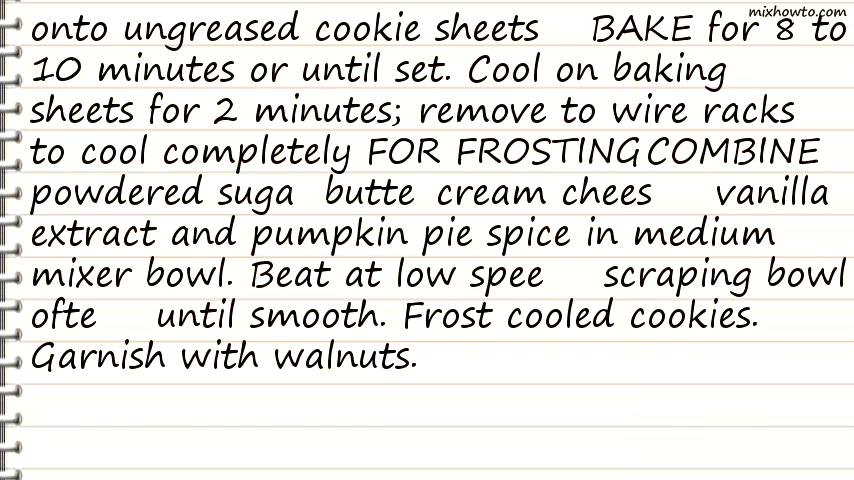 mixhowto.com
onto ungreased cookie sheets BAKE for 8 to
10 minutes or until set. Cool on baking
sheets for 2 minutes; remove to wire racks
to cool completely FOR FROSTING COMBINE
powdered suga butte cream chees vanilla
extract and pumpkin pie spice in medium
mixer bowl. Beat at low spee scraping bowl
ofte until smooth. Frost cooled cookies.
Garnish with walnuts.